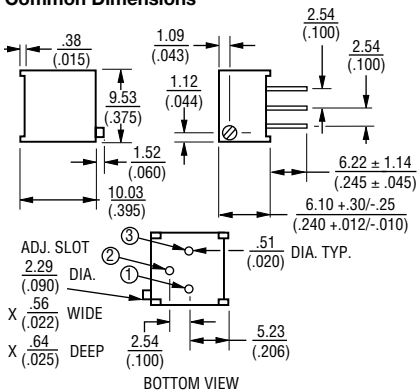 Common Dimensions
.38
(.015)
1.09
(.043)
2.54
(.100)
2.54
(.100)
9.53
(.375)
1.12
(.044)
1.52
(.060)
10.03
(.395)
6.22 ± 1.14
(.245 ± .045)
6.10 +.30/-.25
(.240 +.012/-.010)
ADJ. SLOT
2.29
(.090) DIA.
X .56
(.022) WIDE
X .64
(.025) DEEP
3
2
1
.51
(.020) DIA. TYP.
2.54
(.100)
5.23
(.206)
BOTTOM VIEW